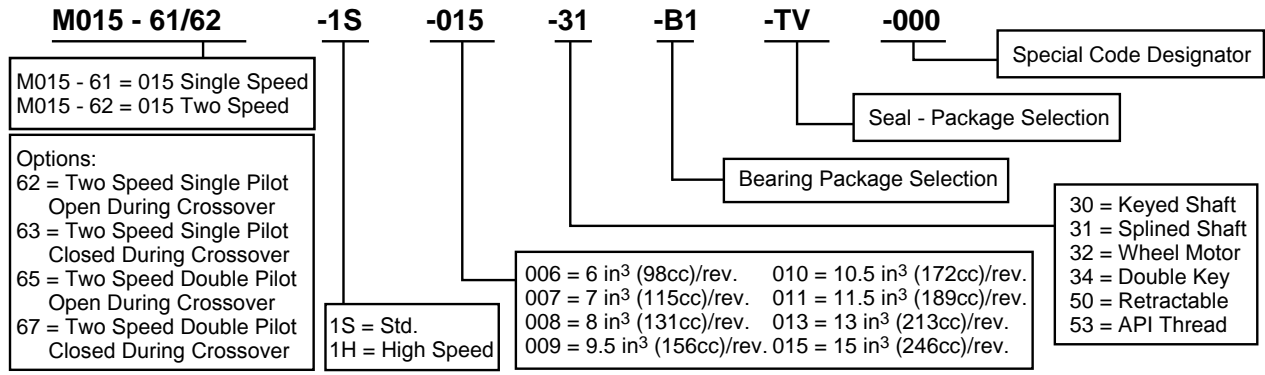 M015 - 61/62 -1S -015 -31 -B1 -TV -000
Special Code Designator
M015 - 61 = 015 Single Speed
M015 - 62 = 015 Two Speed
Seal - Package Selection
Options:
62 = Two Speed Single Pilot
Open During Crossover
63 = Two Speed Single Pilot
Closed During Crossover
65 = Two Speed Double Pilot
Open During Crossover
67 = Two Speed Double Pilot
Closed During Crossover
Bearing Package Selection
30 = Keyed Shaft
31 = Splined Shaft
32 = Wheel Motor
34 = Double Key
50 = Retractable
53 = API Thread
006 = 6 in³ (98cc)/rev. 010 = 10.5 in³ (172cc)/rev.
007 = 7 in³ (115cc)/rev. 011 = 11.5 in³ (189cc)/rev.
008 = 8 in³ (131cc)/rev. 013 = 13 in³ (213cc)/rev.
009 = 9.5 in³ (156cc)/rev. 015 = 15 in³ (246cc)/rev.
1S = Std.
1H = High Speed